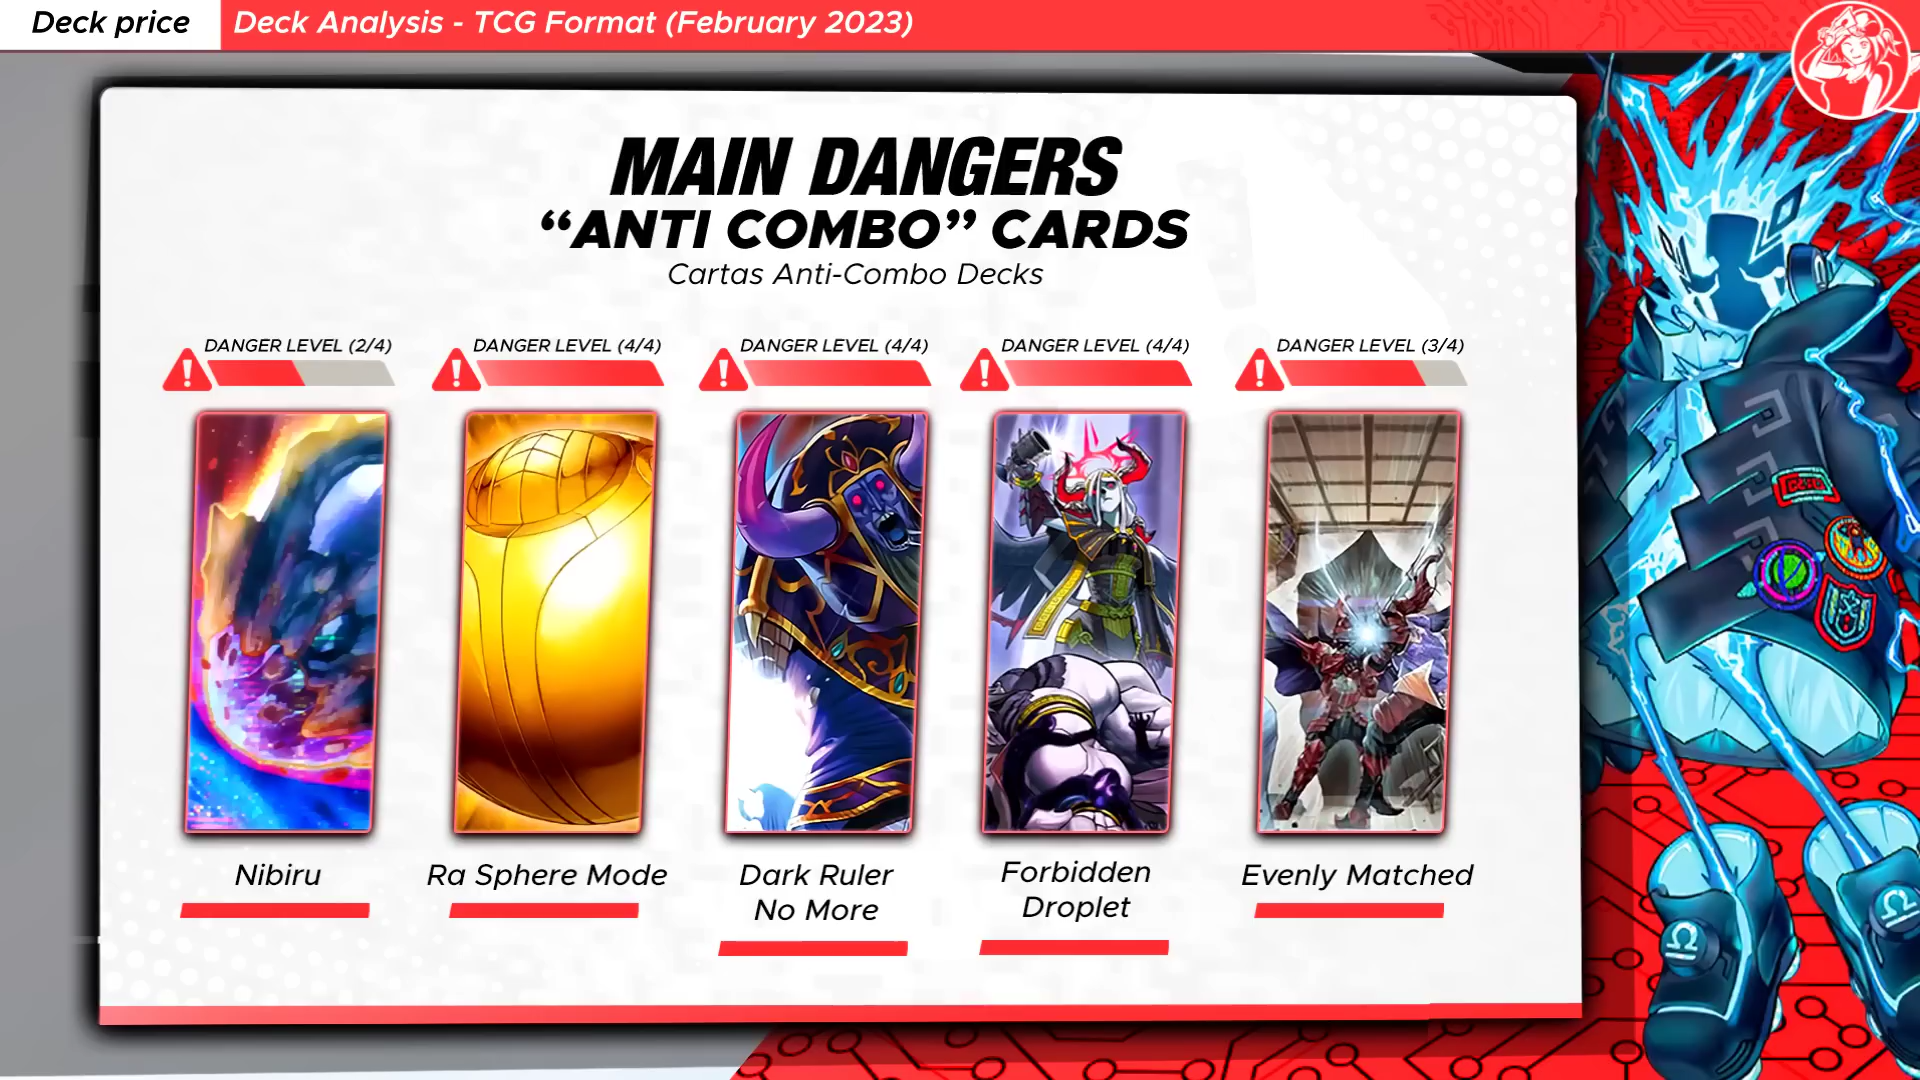 Deck price
Deck Analysis - TCG Format (February 2023)
MAIN DANGERS
“ANTI COMBO” CARDS
Cartas Anti-Combo Decks
DANGER LEVEL (2/4)
DANGER LEVEL (4/4)
DANGER LEVEL (4/4)
DANGER LEVEL (4/4)
DANGER LEVEL (3/4)
Nibiru
Ra Sphere Mode
Dark Ruler
No More
Forbidden
Droplet
Evenly Matched